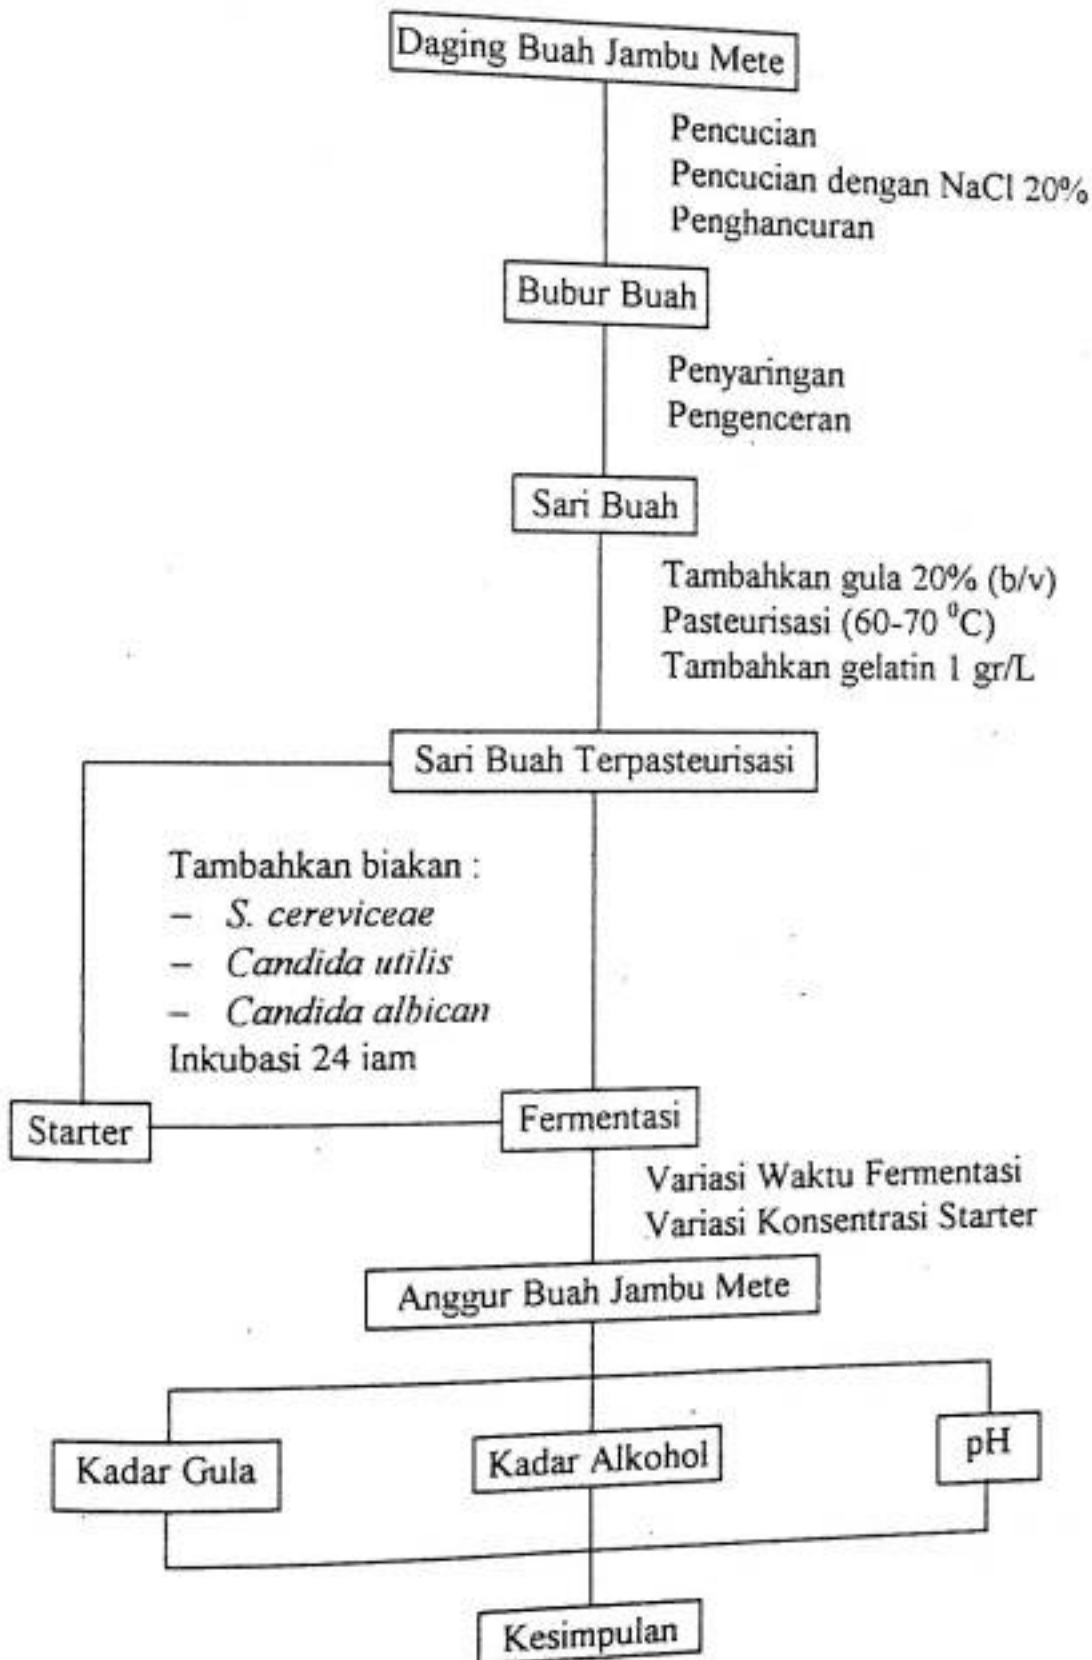 Daging Buah Jambu Mete
Pencucian
Pencucian dengan NaCl 20%
Penghancuran
Bubur Buah
Penyaringan
Pengenceran
Sari Buah
Tambahkan gula 20% (b/v)
Pasteurisasi (60-70 ⁰C)
Tambahkan gelatin 1 gr/L
Sari Buah Terpasteurisasi
Tambahkan biakan :
– S. cereviceae
– Candida utilis
– Candida albican
Inkubasi 24 iam
Starter
Fermentasi
Variasi Waktu Fermentasi
Variasi Konsentrasi Starter
Anggur Buah Jambu Mete
Kadar Gula
Kadar Alkohol
pH
Kesimpulan